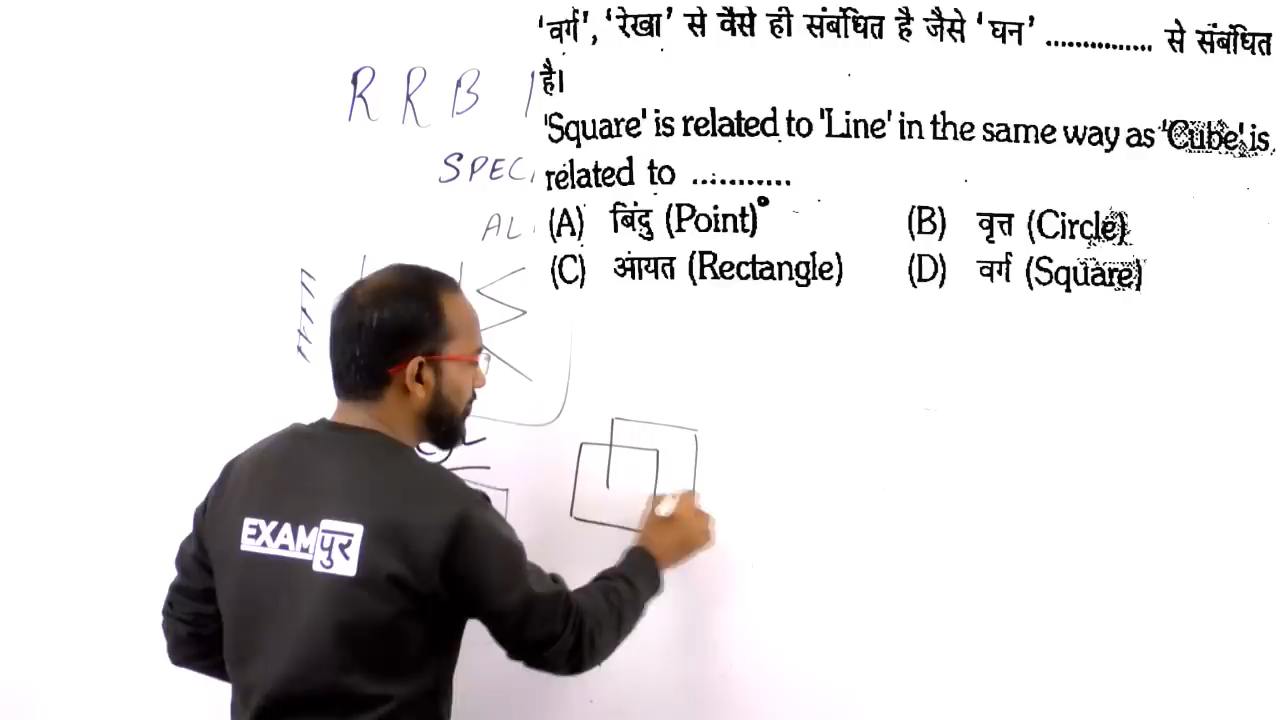 'वर्ग', 'रेखा' से वैसे ही संबंधित है जैसे 'घन' ............... से संबंधित
है।
'Square' is related to 'Line' in the same way as 'Cube' is
related to ...........
(A) बिंदु (Point)
(B) वृत्त (Circle)
(C) आयत (Rectangle)
(D) वर्ग (Square)
R R B
SPEC
AL
EXAMपुर